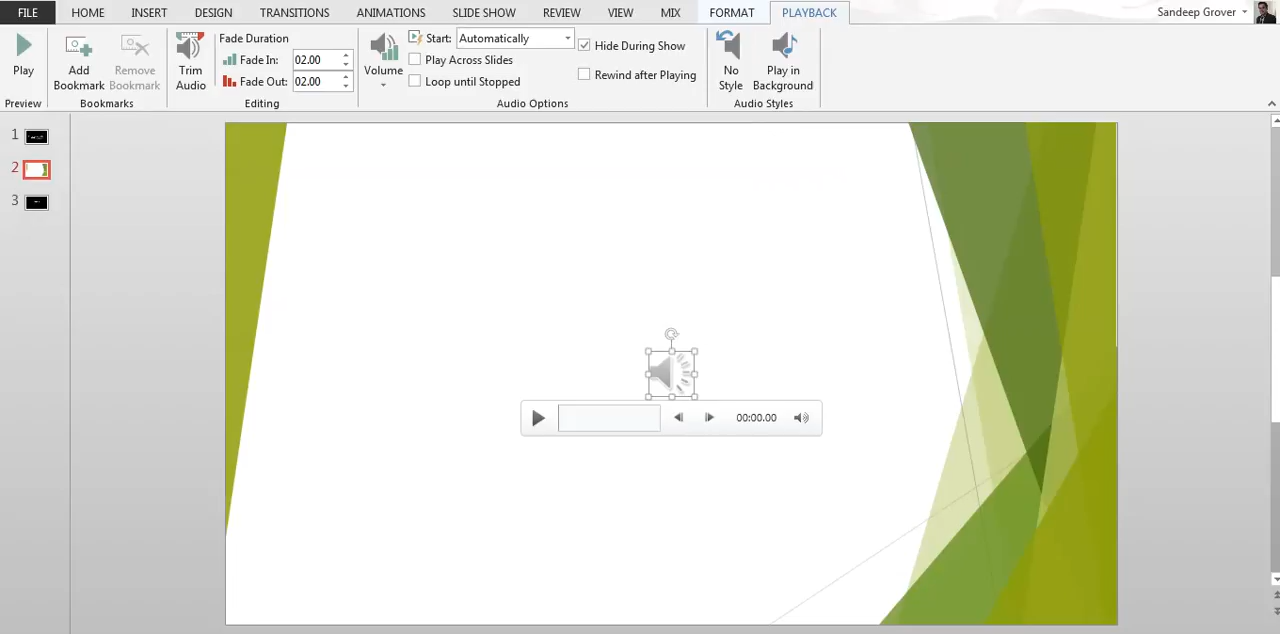 FILE HOME INSERT DESIGN TRANSITIONS ANIMATIONS SLIDE SHOW REVIEW VIEW MIX FORMAT PLAYBACK Sandeep Grover
Play
Preview
Add Bookmark
Remove Bookmark
Bookmarks
Trim Audio
Fade Duration
Fade In: 02.00
Fade Out: 02.00
Editing
Volume
Start: Automatically
Play Across Slides
Loop until Stopped
Hide During Show
Rewind after Playing
Audio Options
No Style
Play in Background
Audio Styles
1
2
3
00:00.00